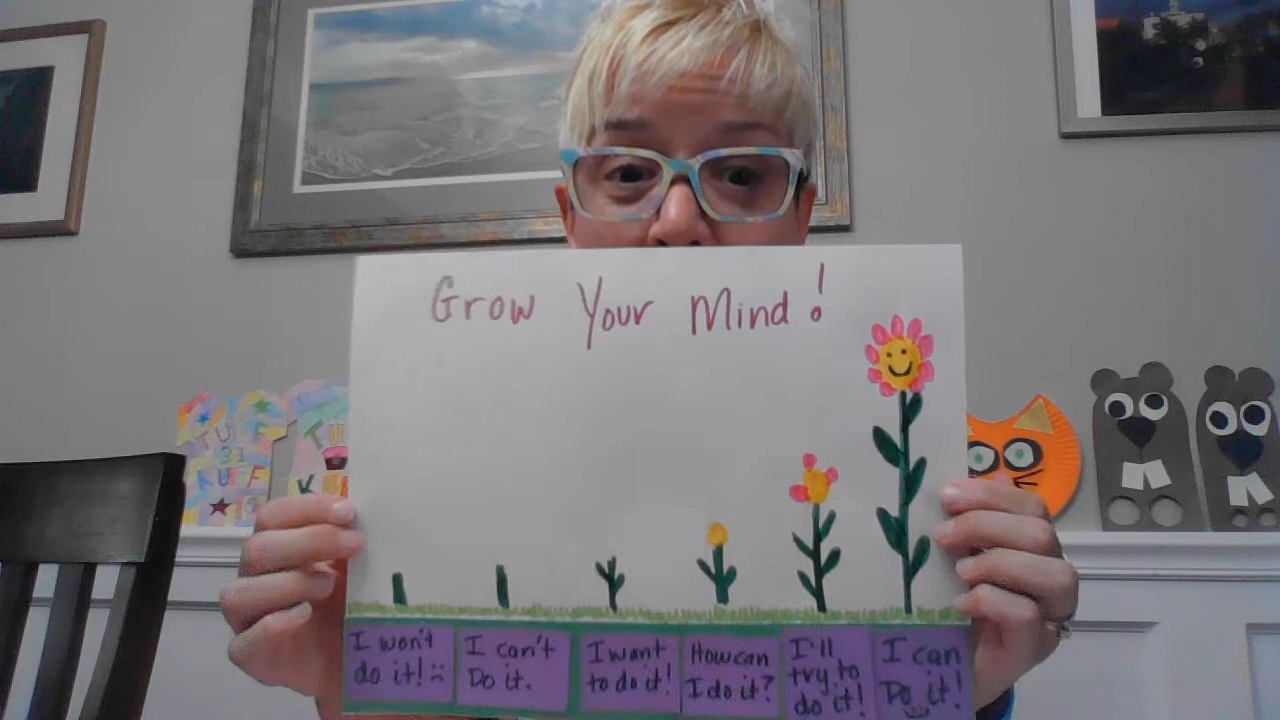 Grow Your Mind!
I won't
do it!
I can't
Do it.
I want
to do it!
How can
I do it?
I'll
try to
do it!
I can
Do it!